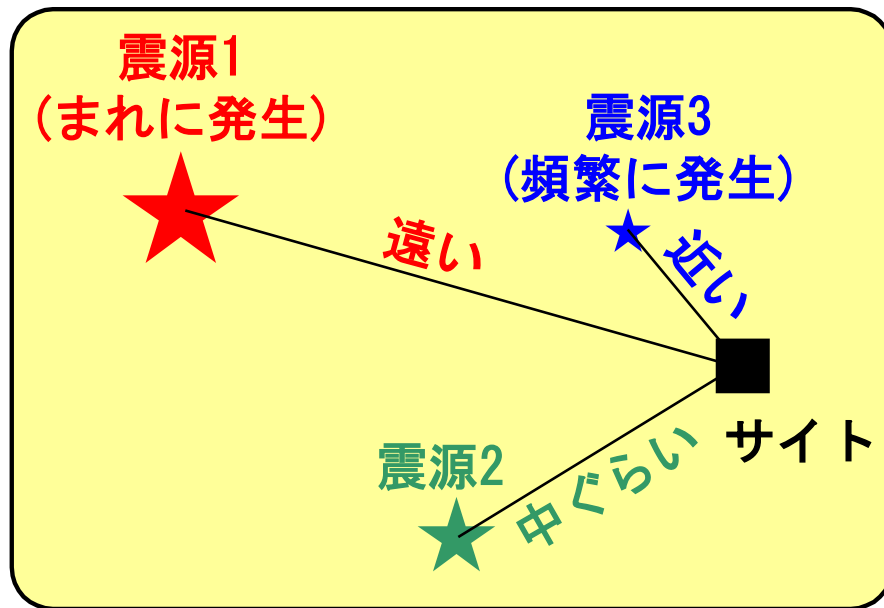 震源1
(まれに発生)
震源3
(頻繁に発生)
遠い
近い
サイト
震源2
中ぐらい